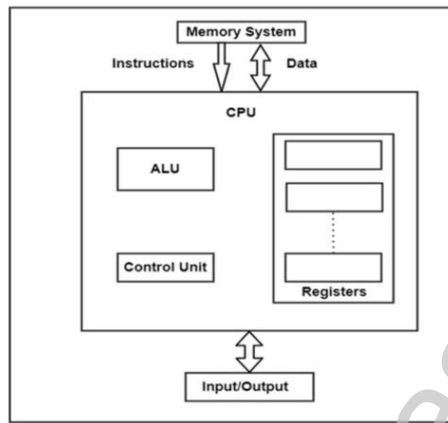 Memory System
Instructions
Data
CPU
ALU
Control Unit
Registers
Input/Output